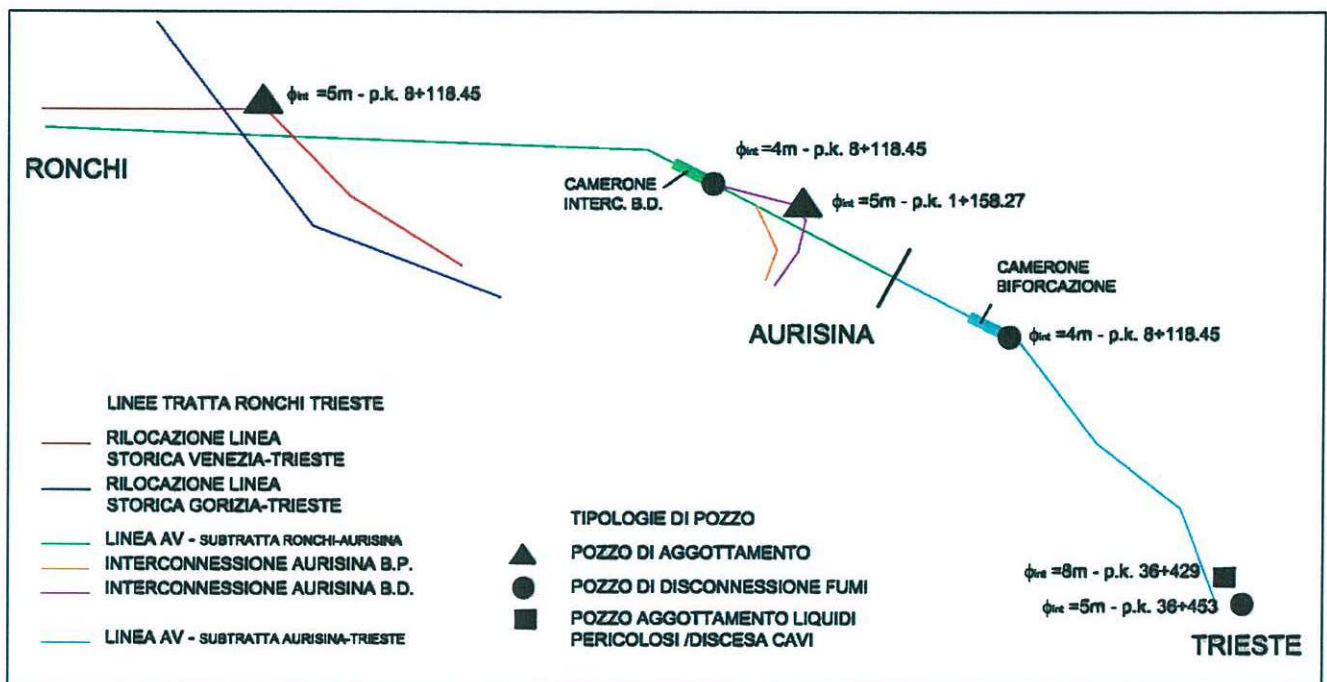 ϕint =5m - p.k. 8+118.45
RONCHI
ϕint =4m - p.k. 8+118.45
CAMERONE
INTERC. B.D.
ϕint =5m - p.k. 1+158.27
CAMERONE
BIFORCAZIONE
AURISINA
ϕint =4m - p.k. 8+118.45
LINEE TRATTA RONCHI TRIESTE
RILOCAZIONE LINEA
STORICA VENEZIA-TRIESTE
RILOCAZIONE LINEA
STORICA GORIZIA-TRIESTE
LINEA AV - SUBTRATTA RONCHI-AURISINA
INTERCONNESSIONE AURISINA B.P.
INTERCONNESSIONE AURISINA B.D.
LINEA AV - SUBTRATTA AURISINA-TRIESTE
TIPOLOGIE DI POZZO
POZZO DI AGGOTTAMENTO
POZZO DI DISCONNESSIONE FUMI
POZZO AGGOTTAMENTO LIQUIDI
PERICOLOSI /DISCESA CAVI
ϕint =8m - p.k. 36+429
ϕint =5m - p.k. 36+453
TRIESTE